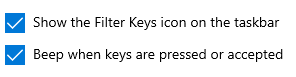 Show the Filter Keys icon on the taskbar
Beep when keys are pressed or accepted